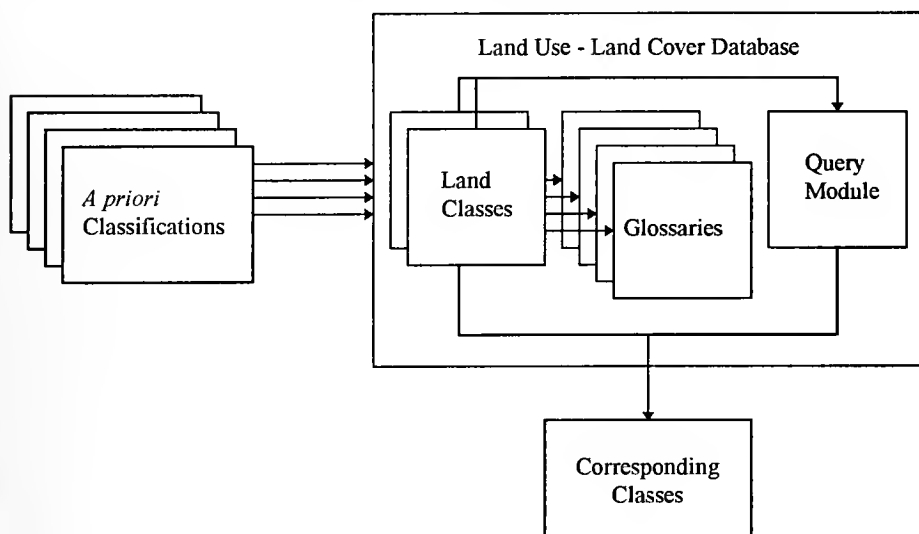 Land Use - Land Cover Database
A priori
Classifications
Land
Classes
Glossaries
Query
Module
Corresponding
Classes